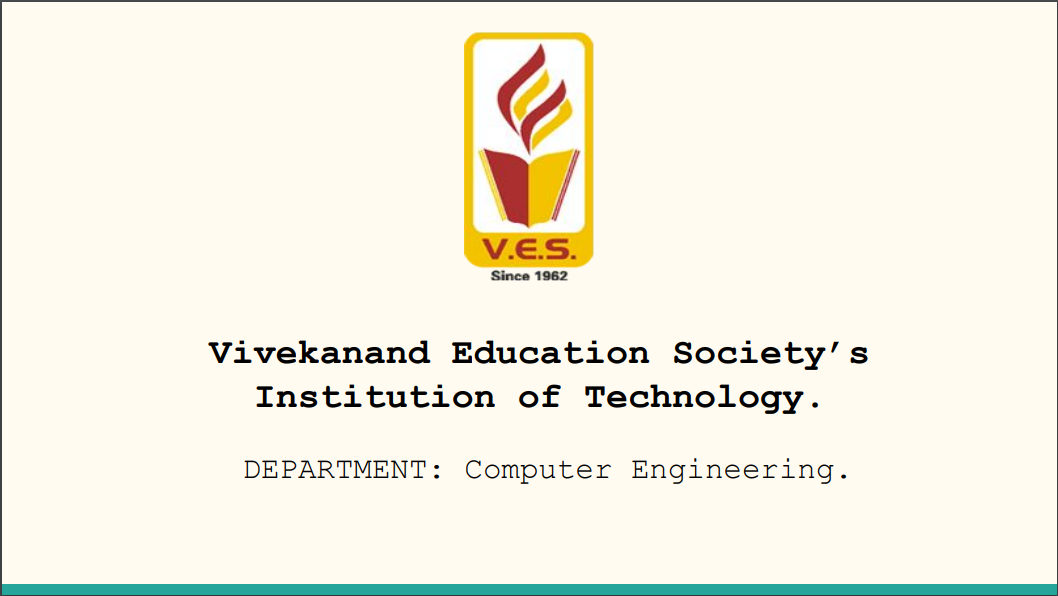 V.E.S.
Since 1962
Vivekanand Education Society’s
Institution of Technology.
DEPARTMENT: Computer Engineering.